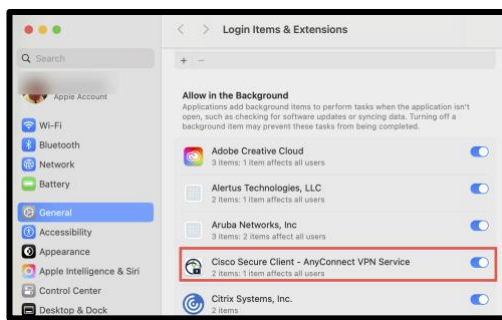 Login Items & Extensions
Search
Apple Account
Wi-Fi
Bluetooth
Network
Battery
General
Accessibility
Appearance
Apple Intelligence & Siri
Control Center
Desktop & Dock
Allow in the Background
Applications add background items to perform tasks when the application isn't
open, such as checking for software updates or syncing data. Turning off a
background item may prevent these tasks from being completed.
Adobe Creative Cloud
3 items: 1 item affects all users
Alertus Technologies, LLC
2 items: 1 item affects all users
Aruba Networks, Inc
3 items: 2 items affect all users
Cisco Secure Client - AnyConnect VPN Service
2 items: 1 item affects all users
Citrix Systems, Inc.
2 items